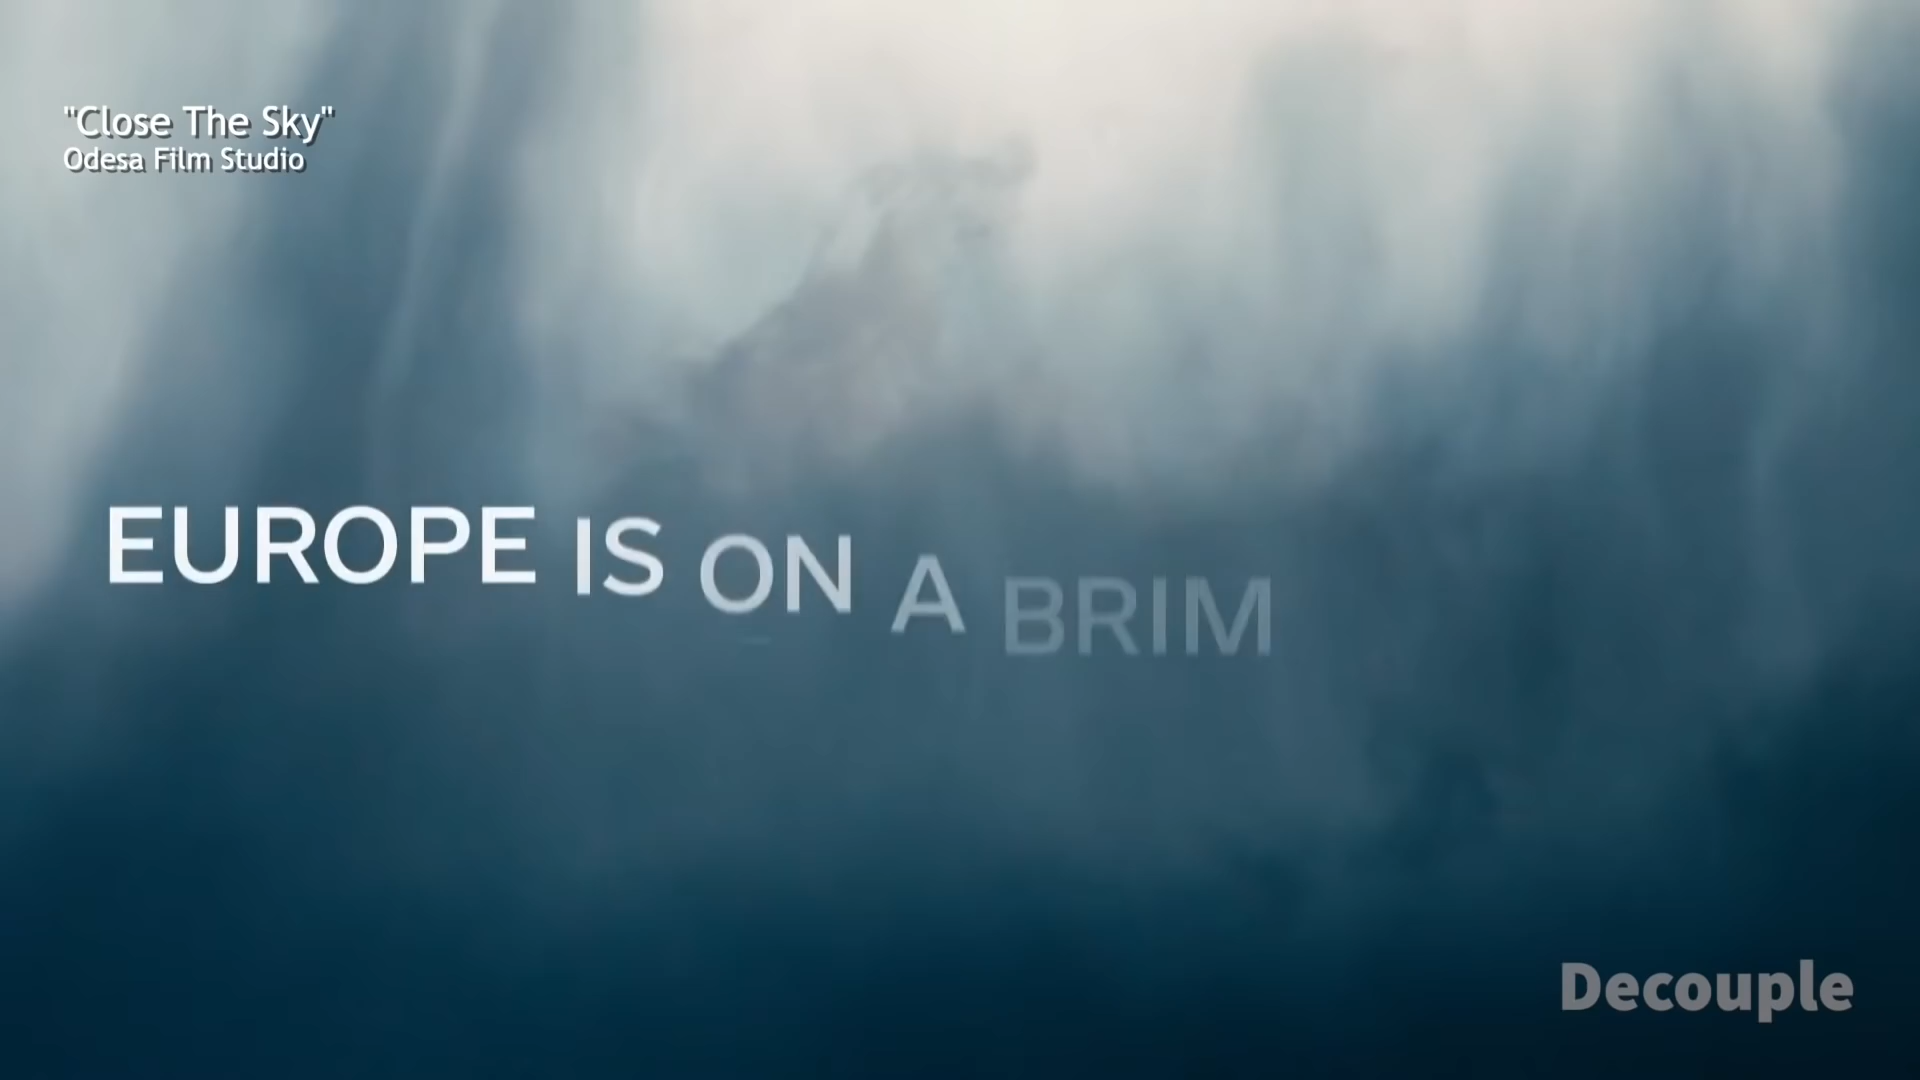 "Close The Sky"
Odesa Film Studio
EUROPE IS ON A BRIM
Decouple